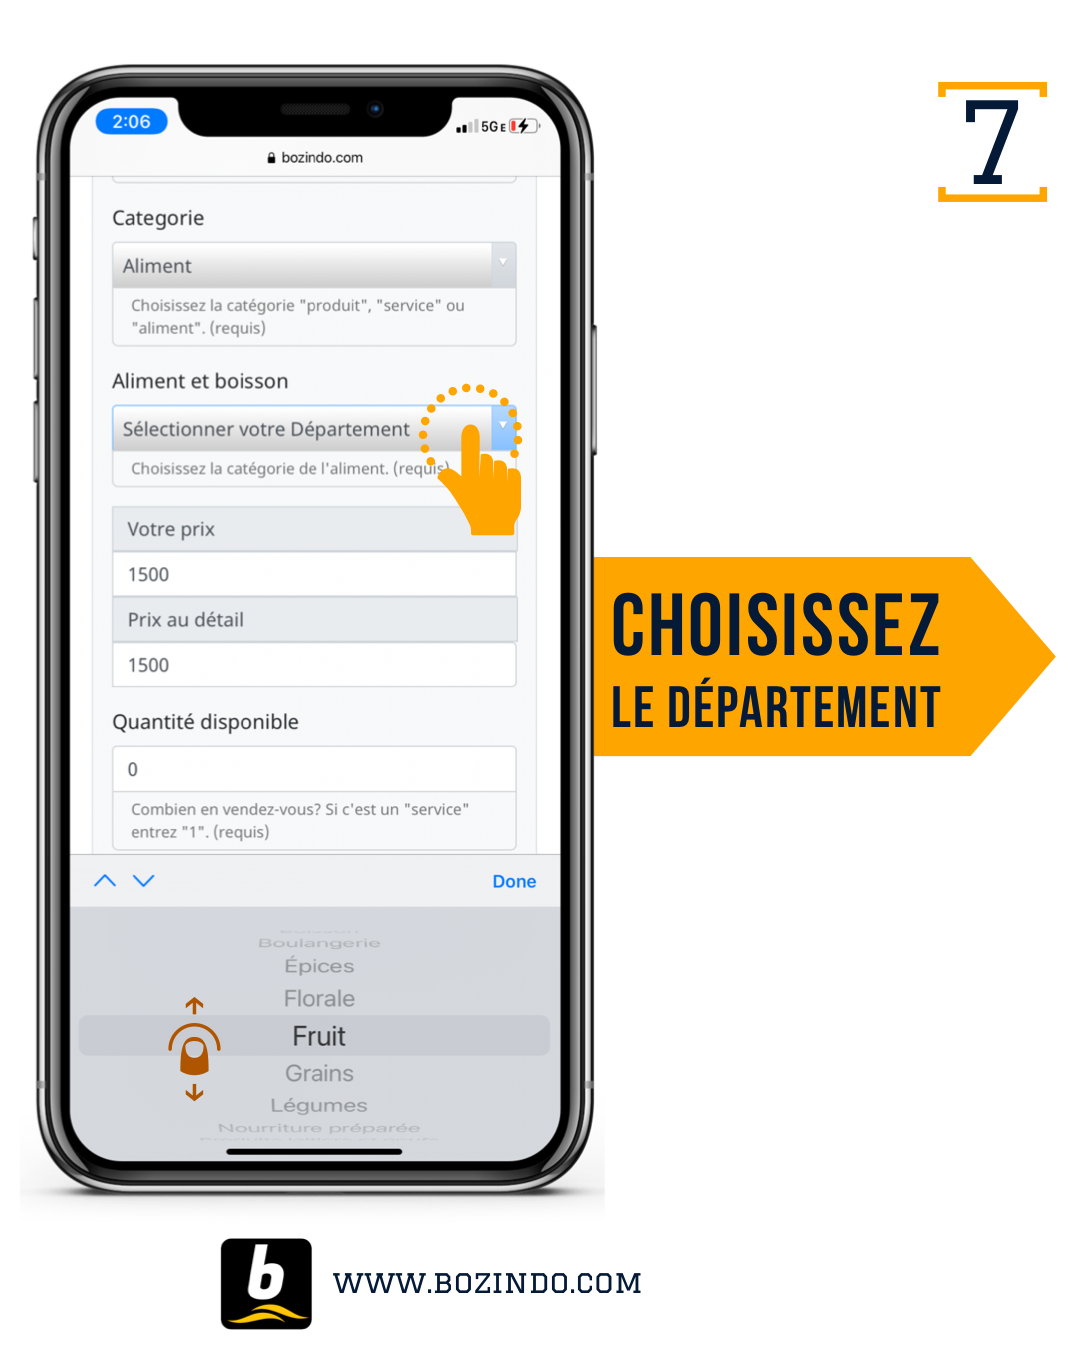 7
2:06
5G E
bozindo.com
Categorie
Aliment
Choisissez la catégorie "produit", "service" ou
"aliment". (requis)
Aliment et boisson
Sélectionner votre Département
Choisissez la catégorie de l'aliment. (requis)
Votre prix
1500
Prix au détail
1500
Quantité disponible
0
Combien en vendez-vous? Si c'est un "service"
entrez "1". (requis)
Done
Boulangerie
Épices
Florale
Fruit
Grains
Légumes
Nourriture préparée
CHOISISSEZ
LE DÉPARTEMENT
b
WWW.BOZINDO.COM